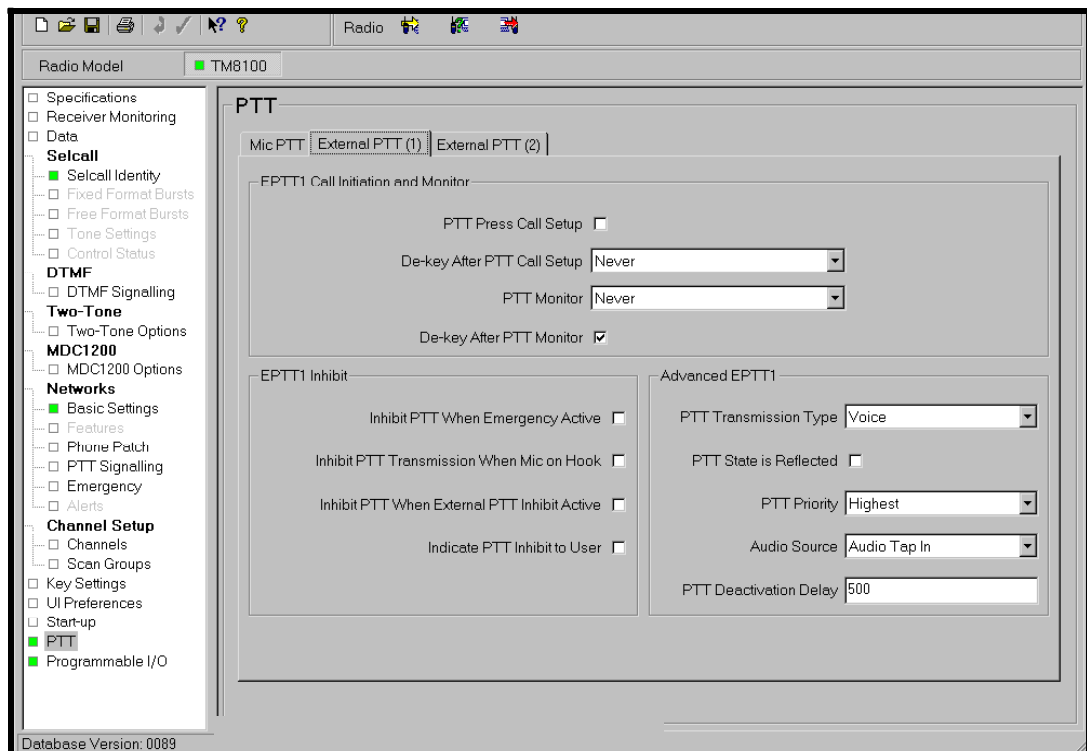 Radio
Radio Model
TM8100
Specifications
Receiver Monitoring
Data
Selcall
Selcall Identity
Fixed Format Bursts
Free Format Bursts
Tone Settings
Control Status
DTMF
DTMF Signalling
Two-Tone
Two-Tone Options
MDC1200
MDC1200 Options
Networks
Basic Settings
Features
Phone Patch
PTT Signalling
Emergency
Alerts
Channel Setup
Channels
Scan Groups
Key Settings
UI Preferences
Start-up
PTT
Programmable I/O
PTT
Mic PTT External PTT (1) External PTT (2)
EPTT1 Call Initiation and Monitor
PTT Press Call Setup
De-key After PTT Call Setup Never
PTT Monitor Never
De-key After PTT Monitor
EPTT1 Inhibit
Inhibit PTT When Emergency Active
Inhibit PTT Transmission When Mic on Hook
Inhibit PTT When External PTT Inhibit Active
Indicate PTT Inhibit to User
Advanced EPTT1
PTT Transmission Type Voice
PTT State is Reflected
PTT Priority Highest
Audio Source Audio Tap In
PTT Deactivation Delay 500
Database Version: 0089